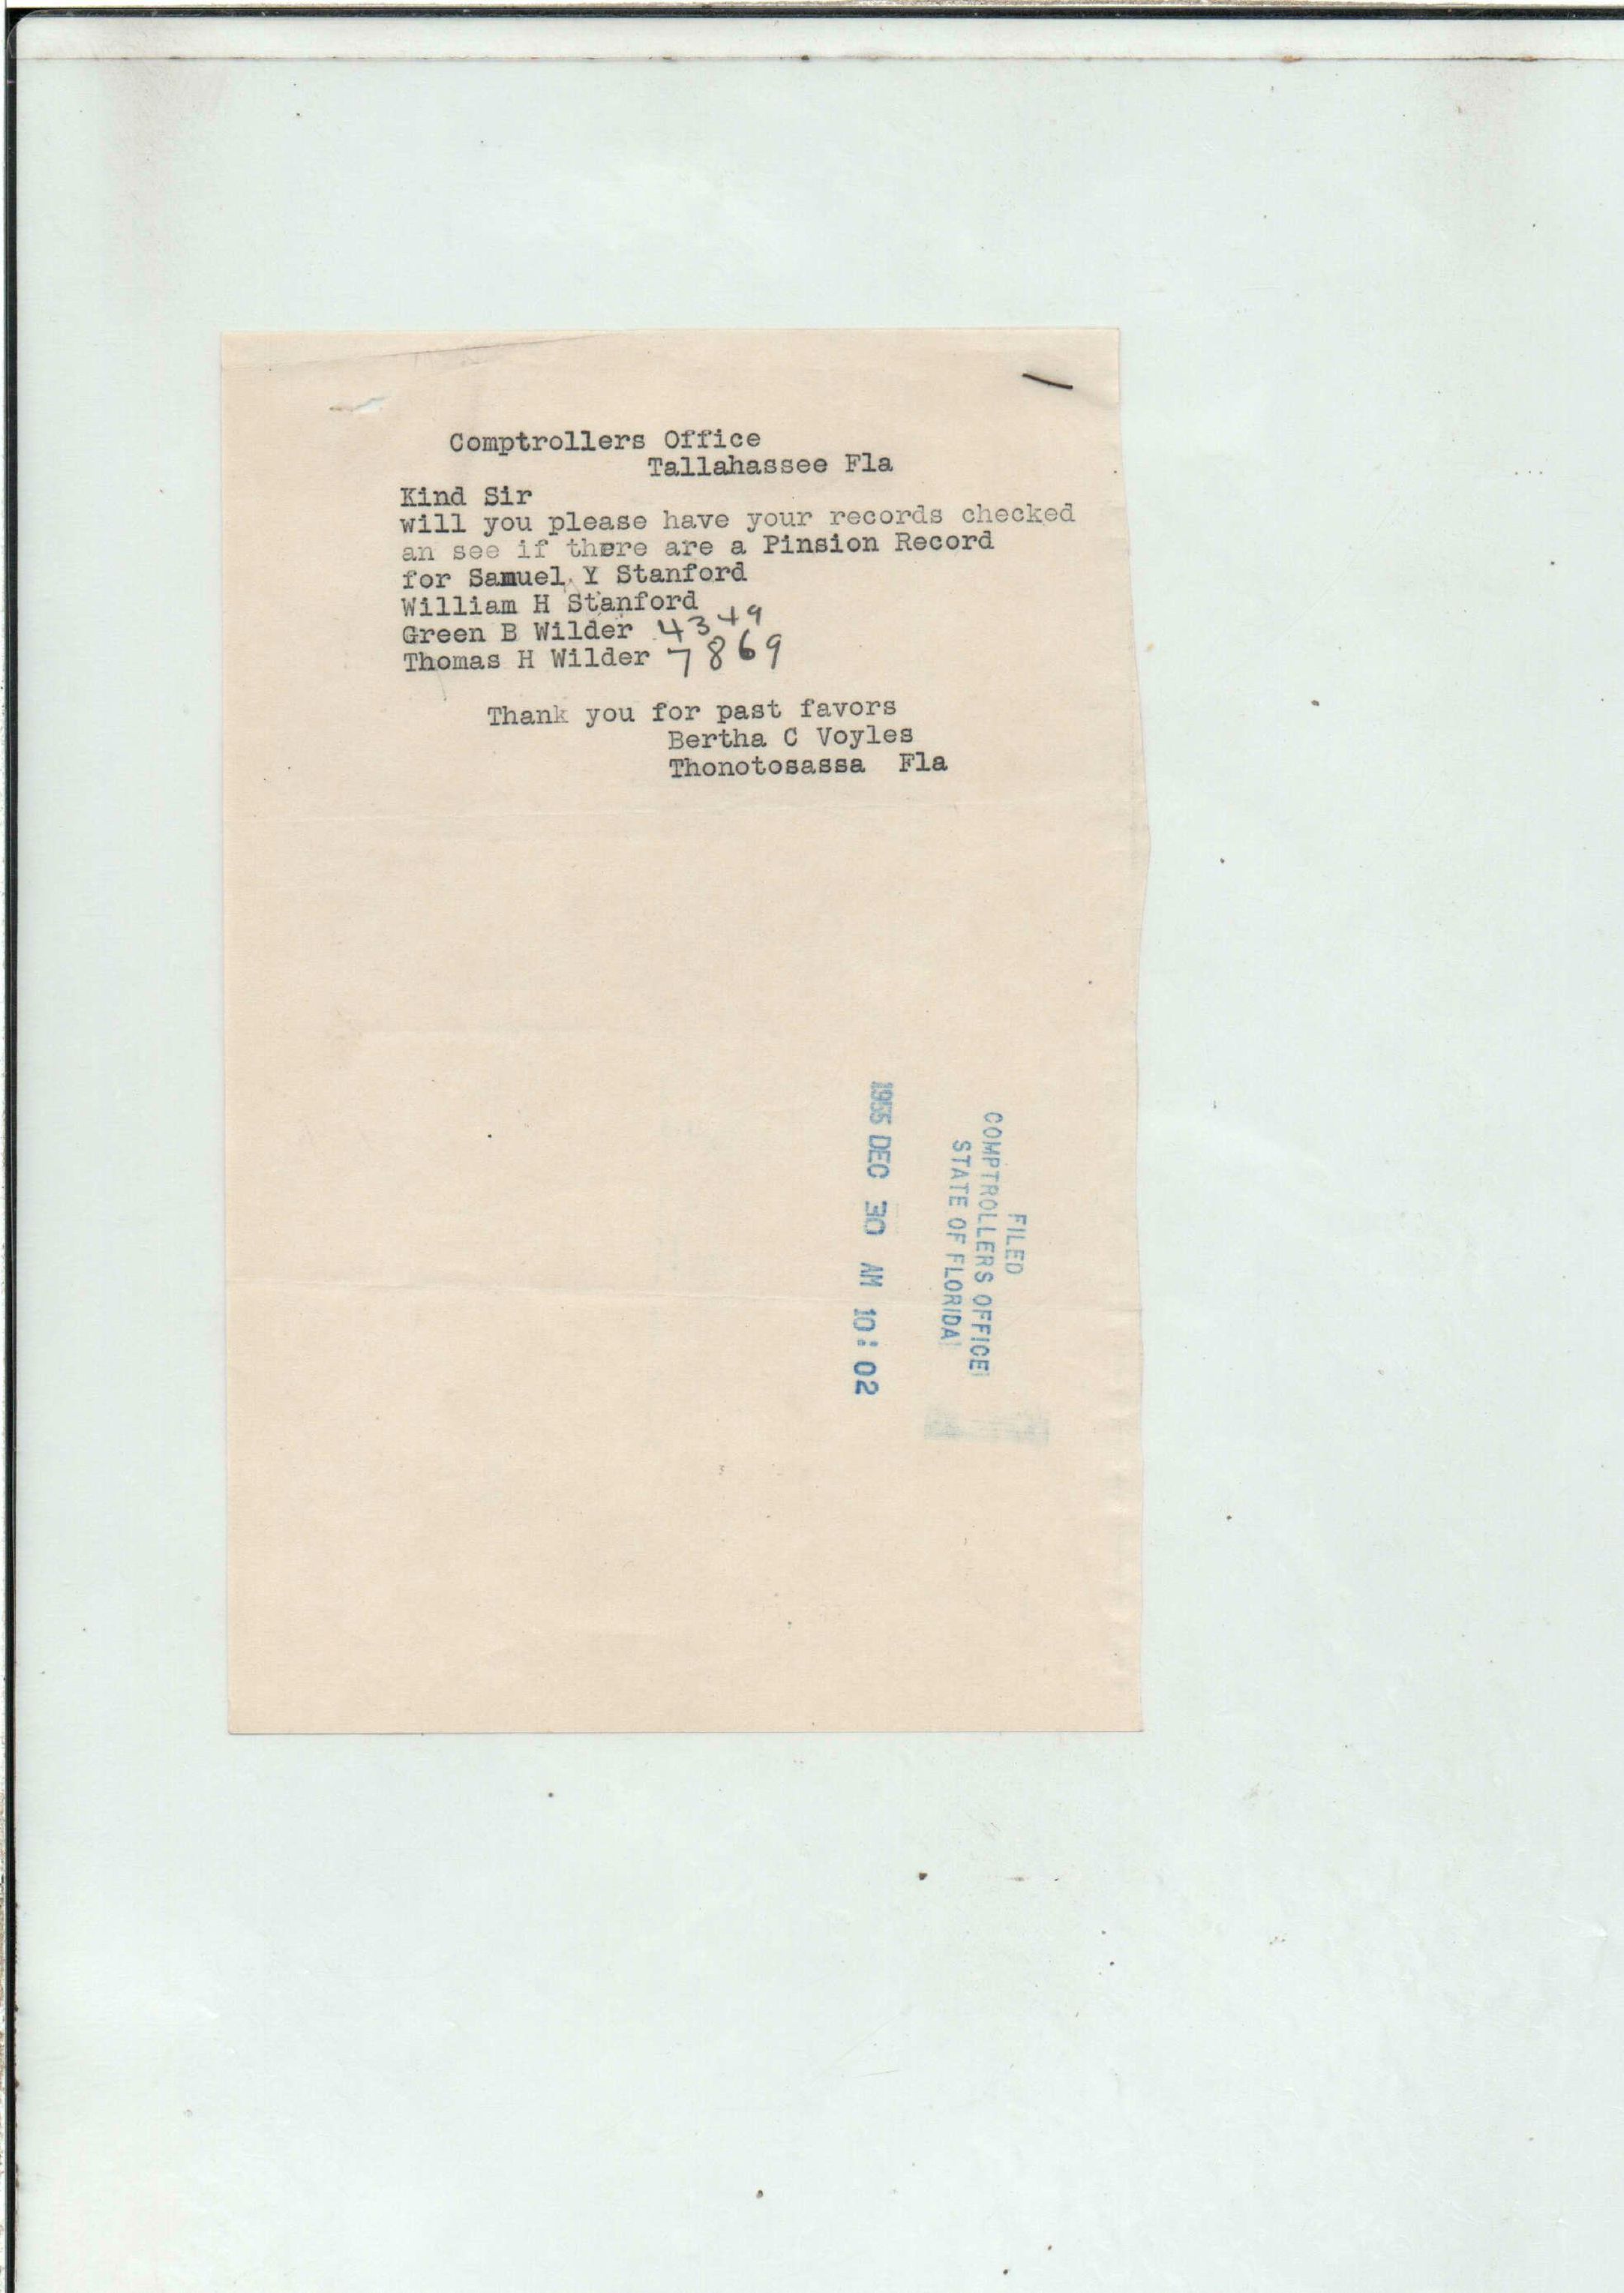 Comptrollers Office
Tallahassee Fla
Kind Sir
will you please have your records checked
an see if there are a Pinsion Record
for Samuel Y Stanford
William H Stanford
Green B Wilder 4349
Thomas H Wilder 7869
Thank you for past favors
Bertha C Voyles
Thonotosassa Fla
FILED
COMPTROLLERS OFFICE
STATE OF FLORIDA
1955 DEC 30 AM 10:02